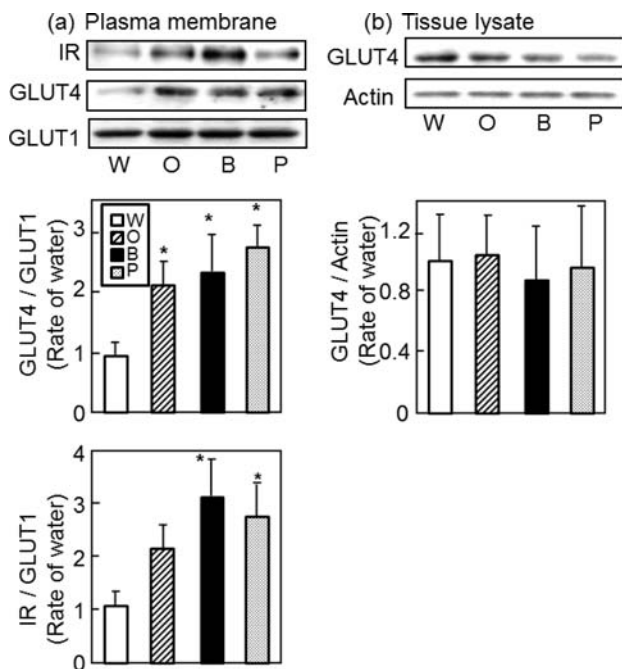 (a) Plasma membrane
IR
GLUT4
GLUT1
W O B P
GLUT4 / GLUT1
(Rate of water)
3
2
1
0
W
O
B
P
*
*
*
IR / GLUT1
(Rate of water)
4
3
2
1
0
*
*
(b) Tissue lysate
GLUT4
Actin
W O B P
GLUT4 / Actin
(Rate of water)
1.2
0.8
0.4
0